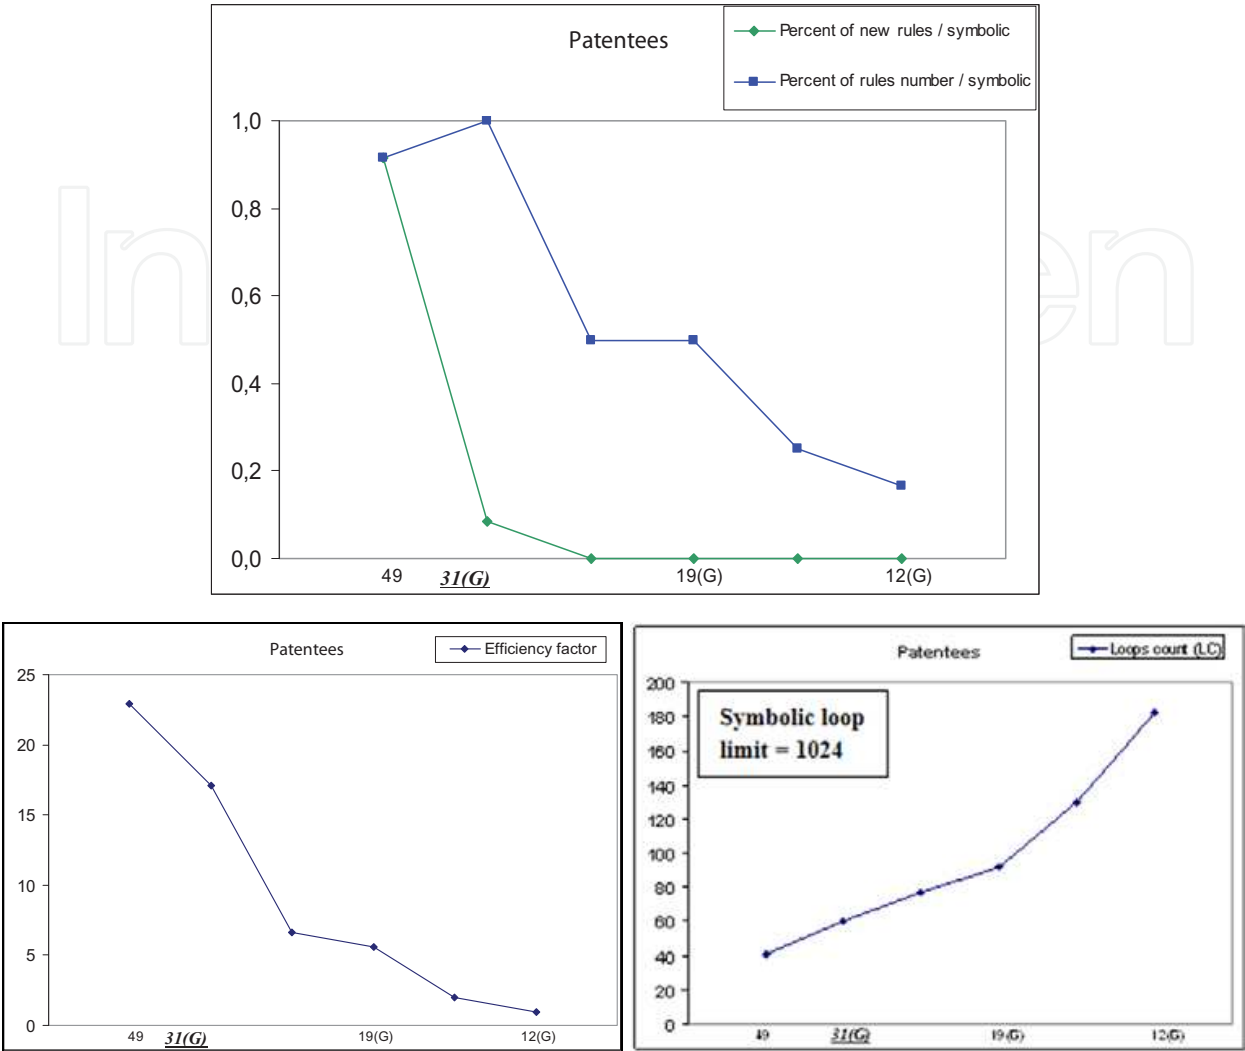 Patentees
Percent of new rules / symbolic
Percent of rules number / symbolic
1,0
0,8
0,6
0,4
0,2
0,0
49 31(G) 19(G) 12(G)
Patentees
Efficiency factor
25
20
15
10
5
0
49 31(G) 19(G) 12(G)
Patentees
Loops count (LC)
Symbolic loop
limit = 1024
200
180
160
140
120
100
80
60
40
20
0
49 31(G) 19(G) 12(G)